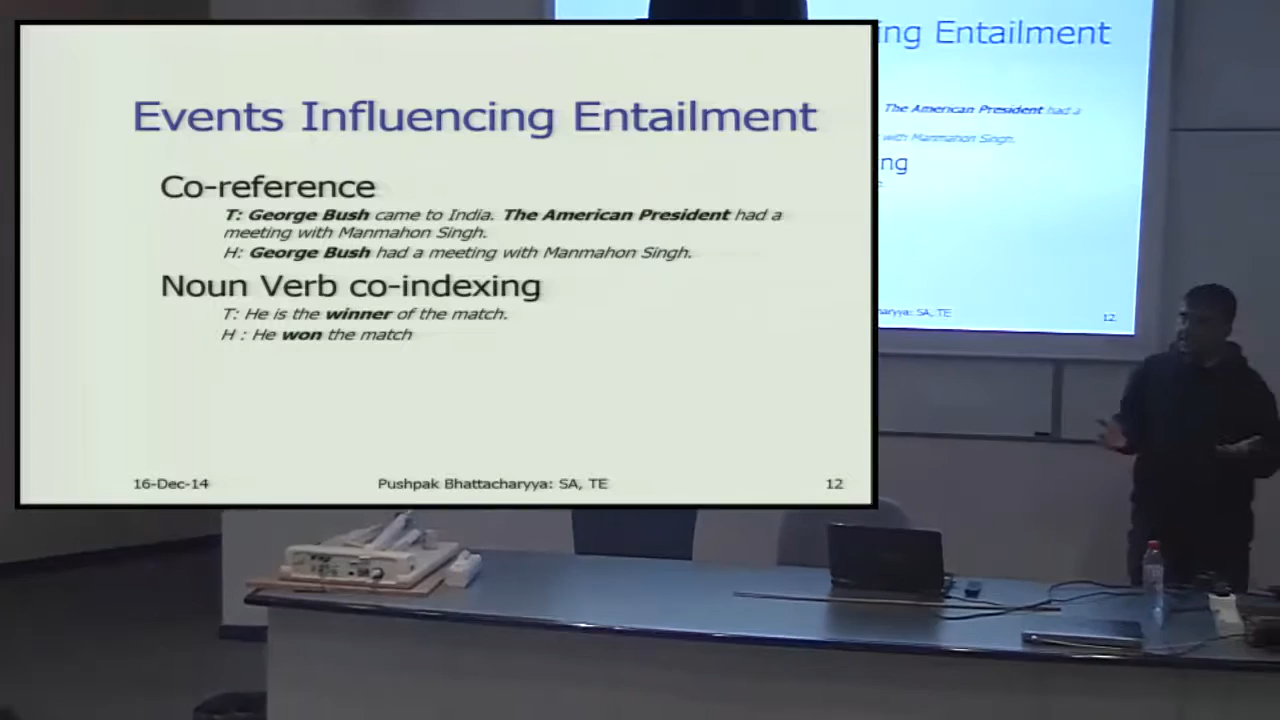 Events Influencing Entailment
Co-reference
T: George Bush came to India. The American President had a
meeting with Manmahon Singh.
H: George Bush had a meeting with Manmahon Singh.
Noun Verb co-indexing
T: He is the winner of the match.
H : He won the match
16-Dec-14
Pushpak Bhattacharyya: SA, TE
12
ing Entailment
The American President had a
with Manmahon Singh.
ng
charyya: SA, TE
12